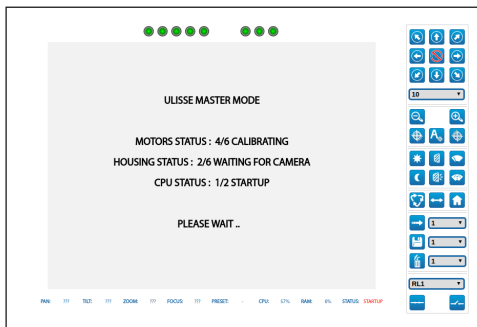 ULISSE MASTER MODE
MOTORS STATUS : 4/6 CALIBRATING
HOUSING STATUS : 2/6 WAITING FOR CAMERA
CPU STATUS : 1/2 STARTUP
PLEASE WAIT ..
10
A
1
1
1
RL1
PAN: ??? TILT: ??? ZOOM: ??? FOCUS: ??? PRESET: - CPU: 57% RAM: 8% STATUS: STARTUP